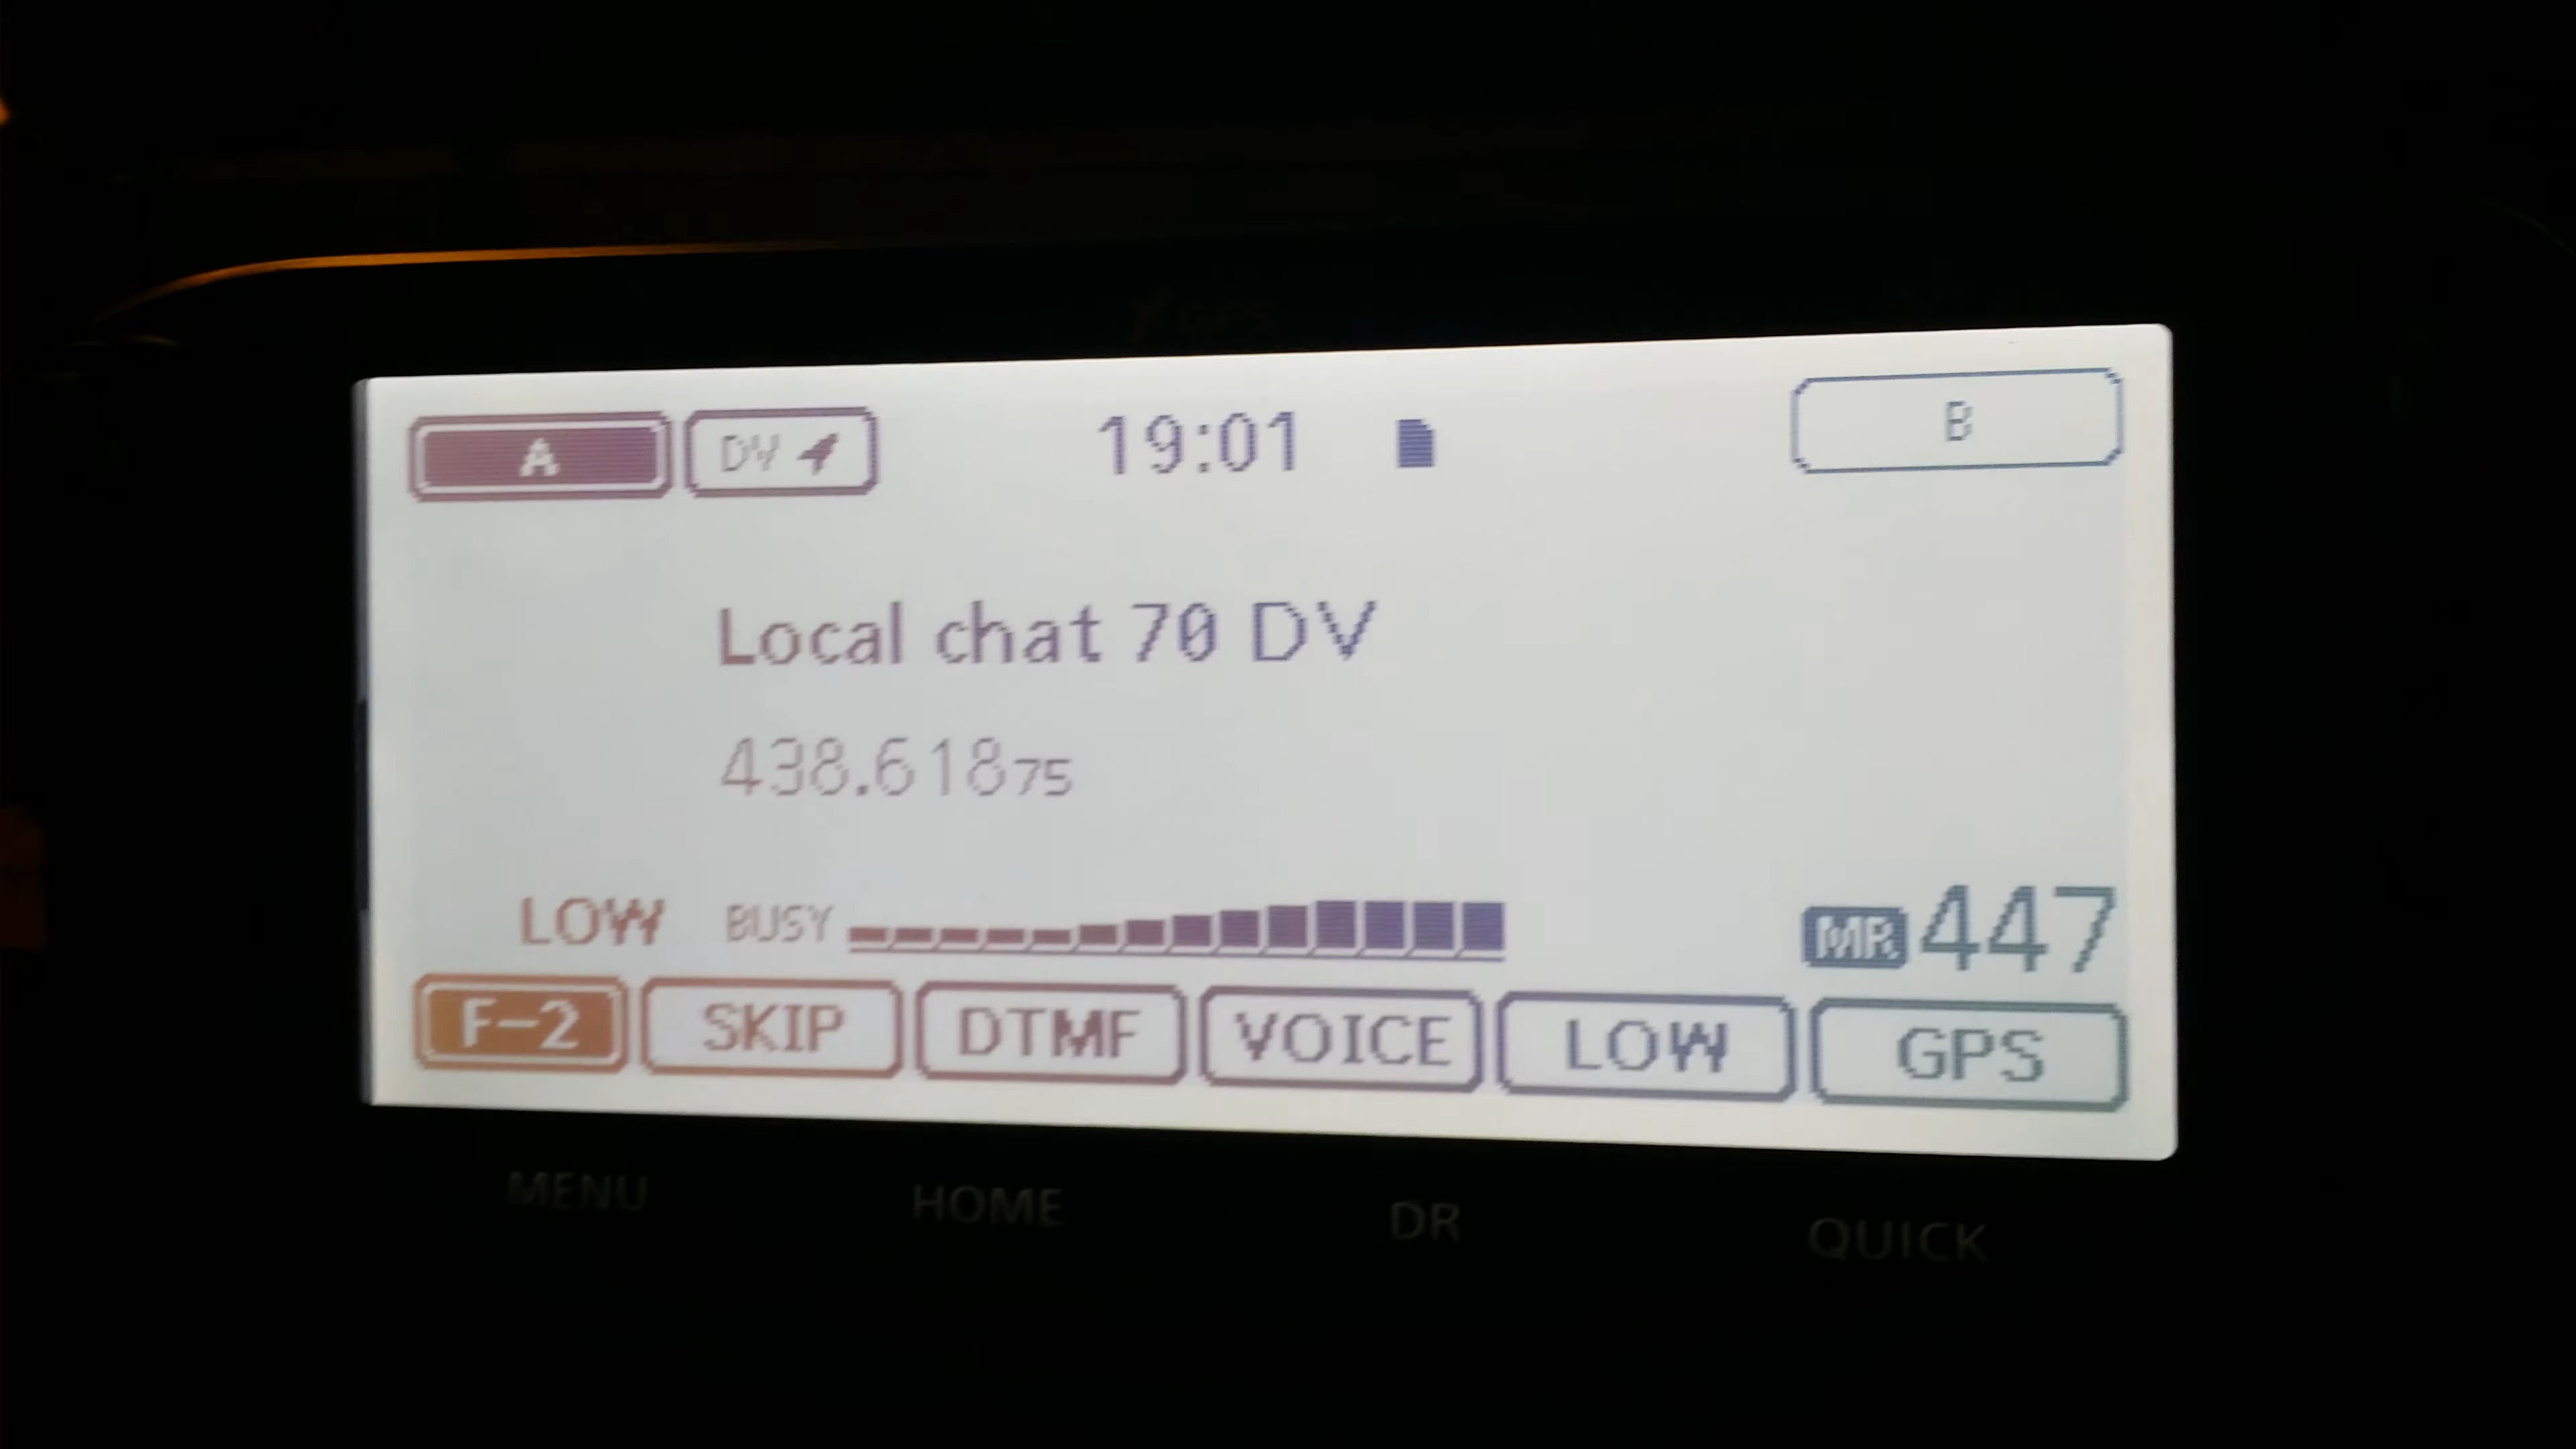 GPS
A DV 19:01 B
Local chat 70 DV
438.61875
LOW BUSY MR 447
F-2 SKIP DTMF VOICE LOW GPS
MENU HOME DR QUICK